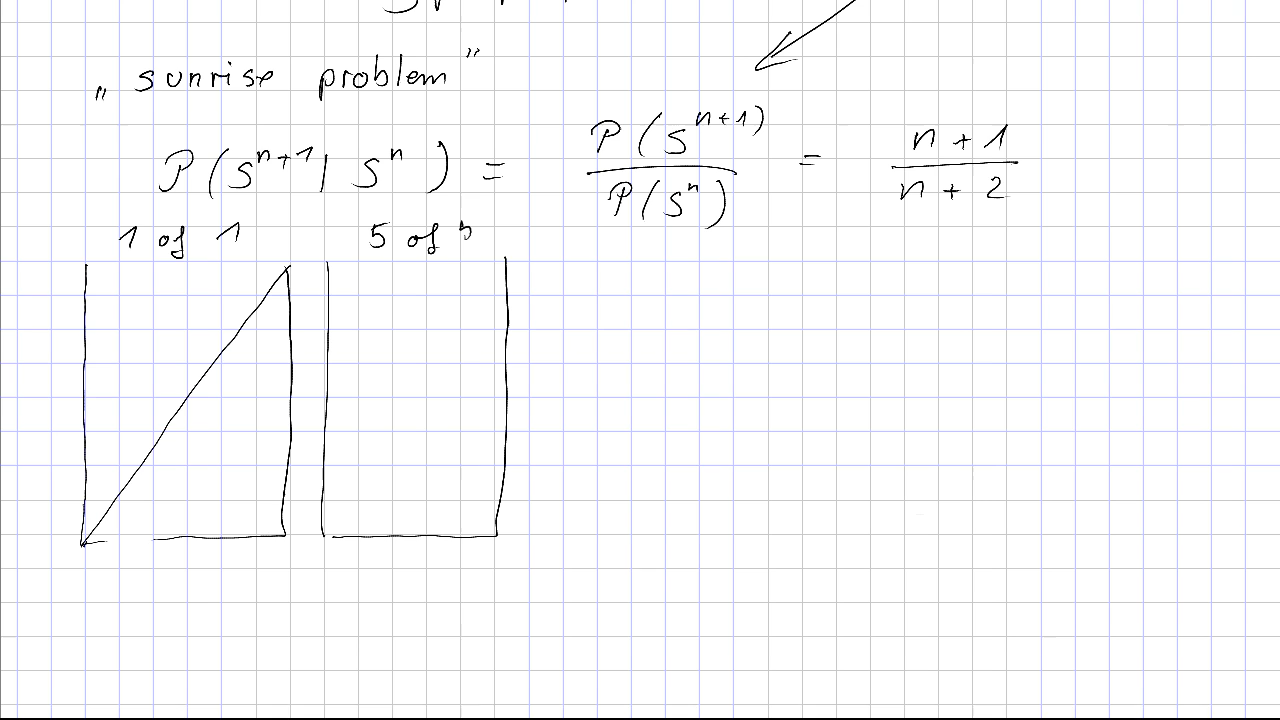 „sunrise problem”
P(s^{n+1} | s^n) = P(s^{n+1}) / P(s^n) = n+1 / n+2
1 of 1 5 of 5